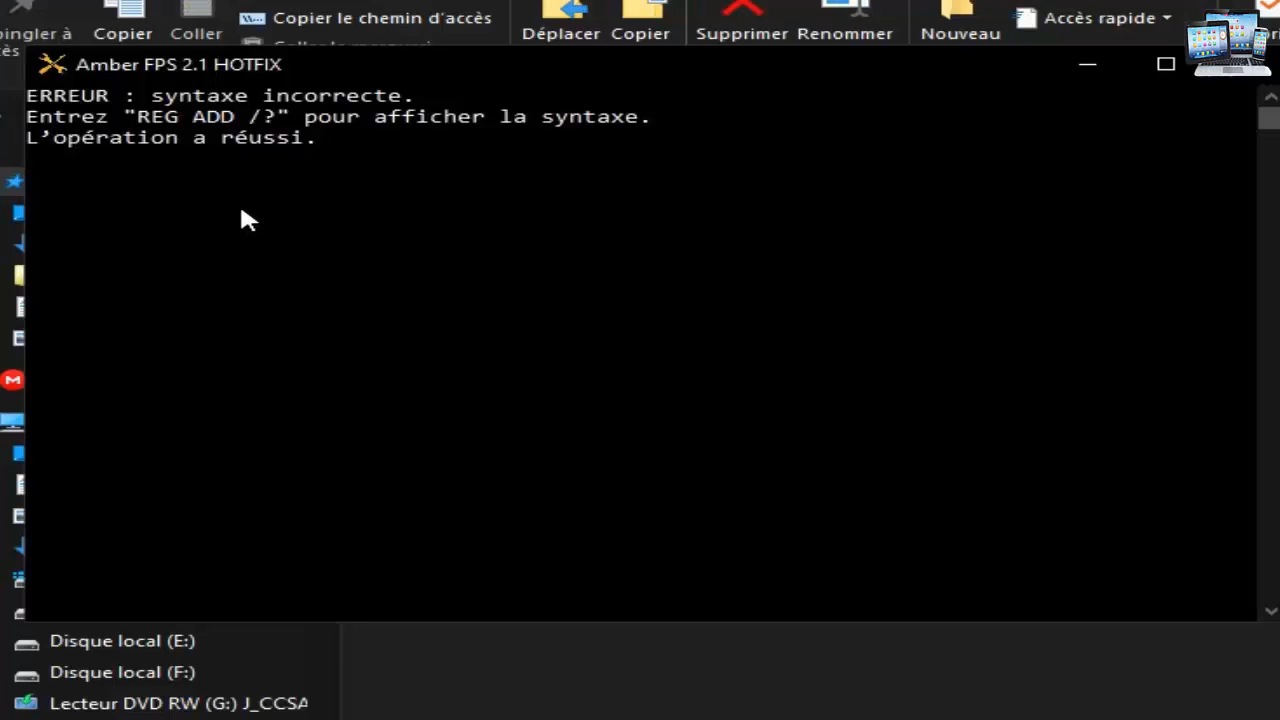 Copier le chemin d'accès
pingler à
Copier
Coller
Déplacer
Copier
Supprimer
Renommer
Nouveau
Accès rapide
Amber FPS 2.1 HOTFIX
ERREUR : syntaxe incorrecte.
Entrez "REG ADD /?" pour afficher la syntaxe.
L'opération a réussi.
Disque local (E:)
Disque local (F:)
Lecteur DVD RW (G:) J_CCSA